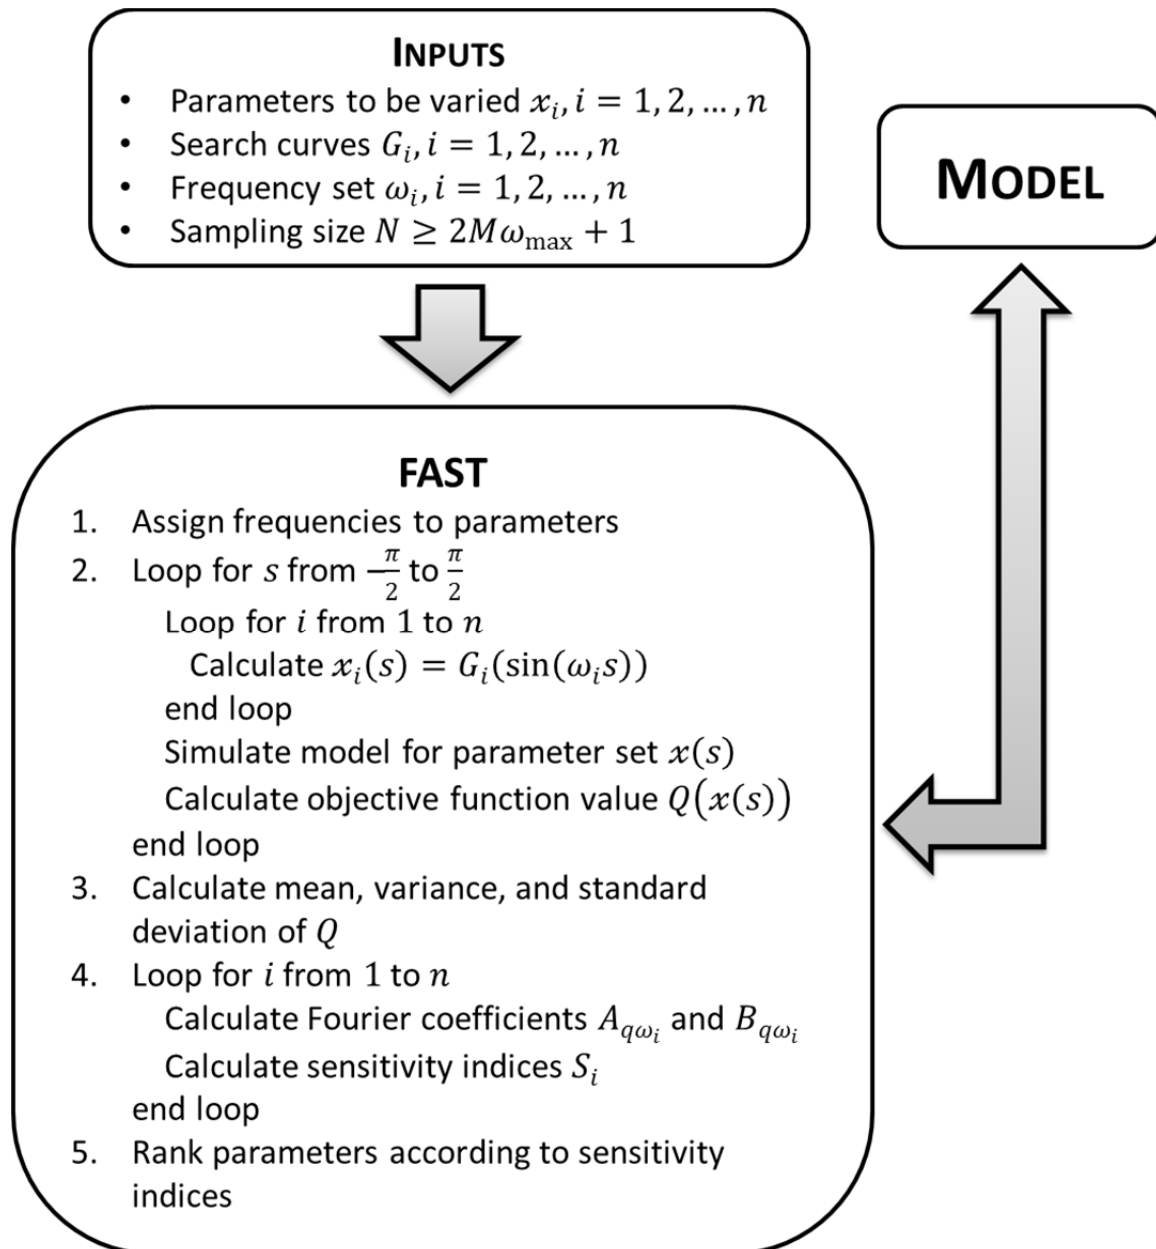 INPUTS
• Parameters to be varied xᵢ, i = 1, 2, … , n
• Search curves Gᵢ, i = 1, 2, … , n
• Frequency set ωᵢ, i = 1, 2, … , n
• Sampling size N ≥ 2Mω_max + 1
MODEL
FAST
1. Assign frequencies to parameters
2. Loop for s from −π/2 to π/2
Loop for i from 1 to n
Calculate xᵢ(s) = Gᵢ(sin(ωᵢs))
end loop
Simulate model for parameter set x(s)
Calculate objective function value Q(x(s))
end loop
3. Calculate mean, variance, and standard
deviation of Q
4. Loop for i from 1 to n
Calculate Fourier coefficients A_{qωᵢ} and B_{qωᵢ}
Calculate sensitivity indices Sᵢ
end loop
5. Rank parameters according to sensitivity
indices